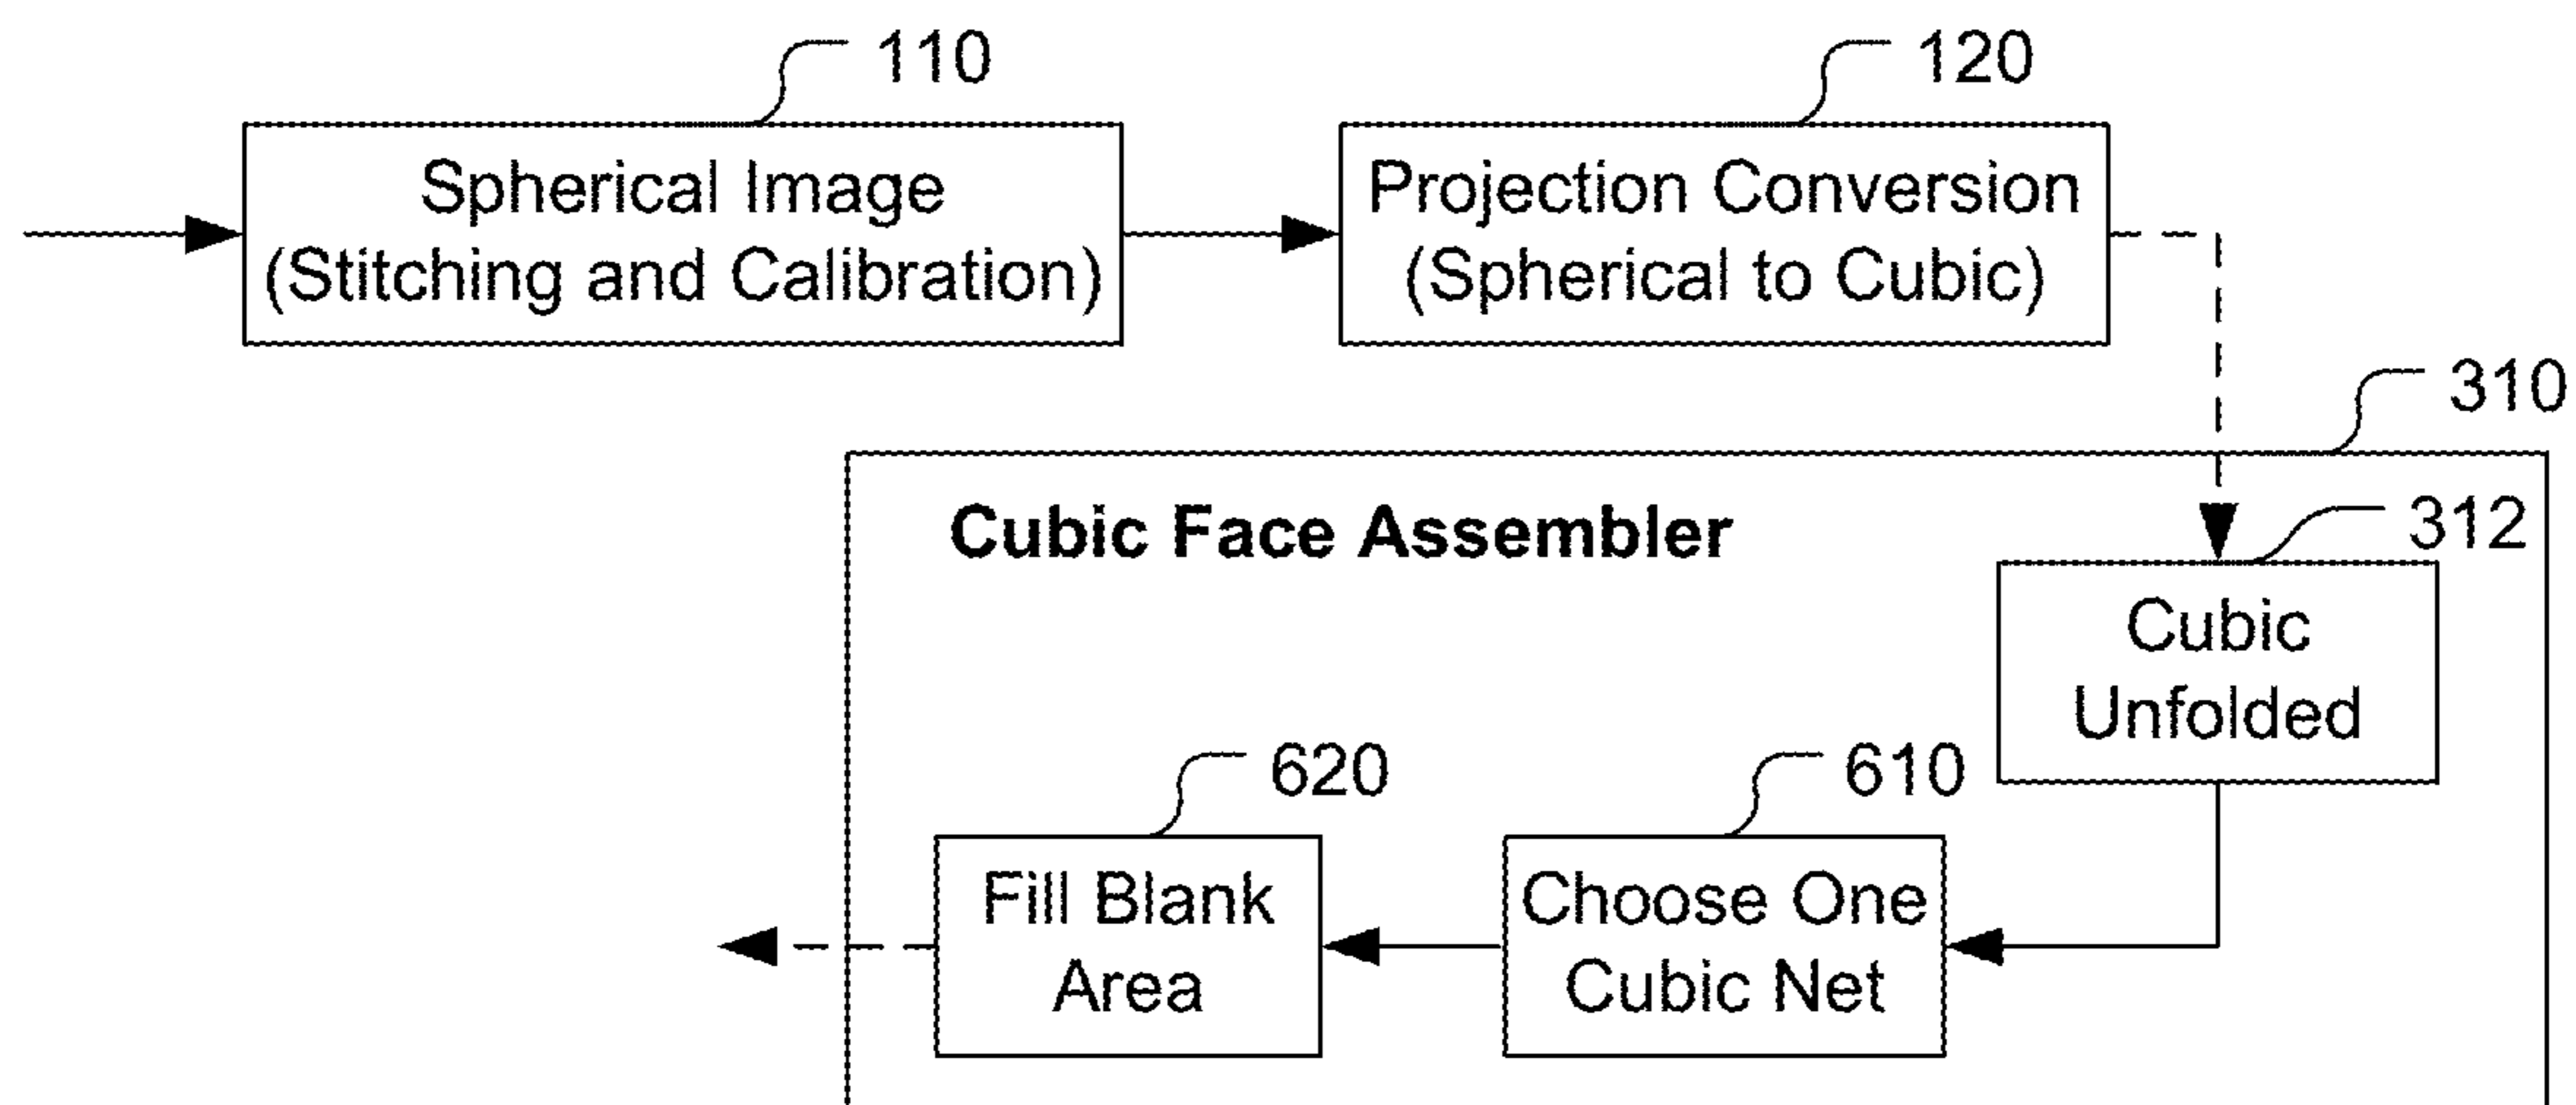 110
120
Spherical Image
(Stitching and Calibration)
Projection Conversion
(Spherical to Cubic)
310
Cubic Face Assembler
312
Cubic
Unfolded
620
610
Fill Blank
Area
Choose One
Cubic Net